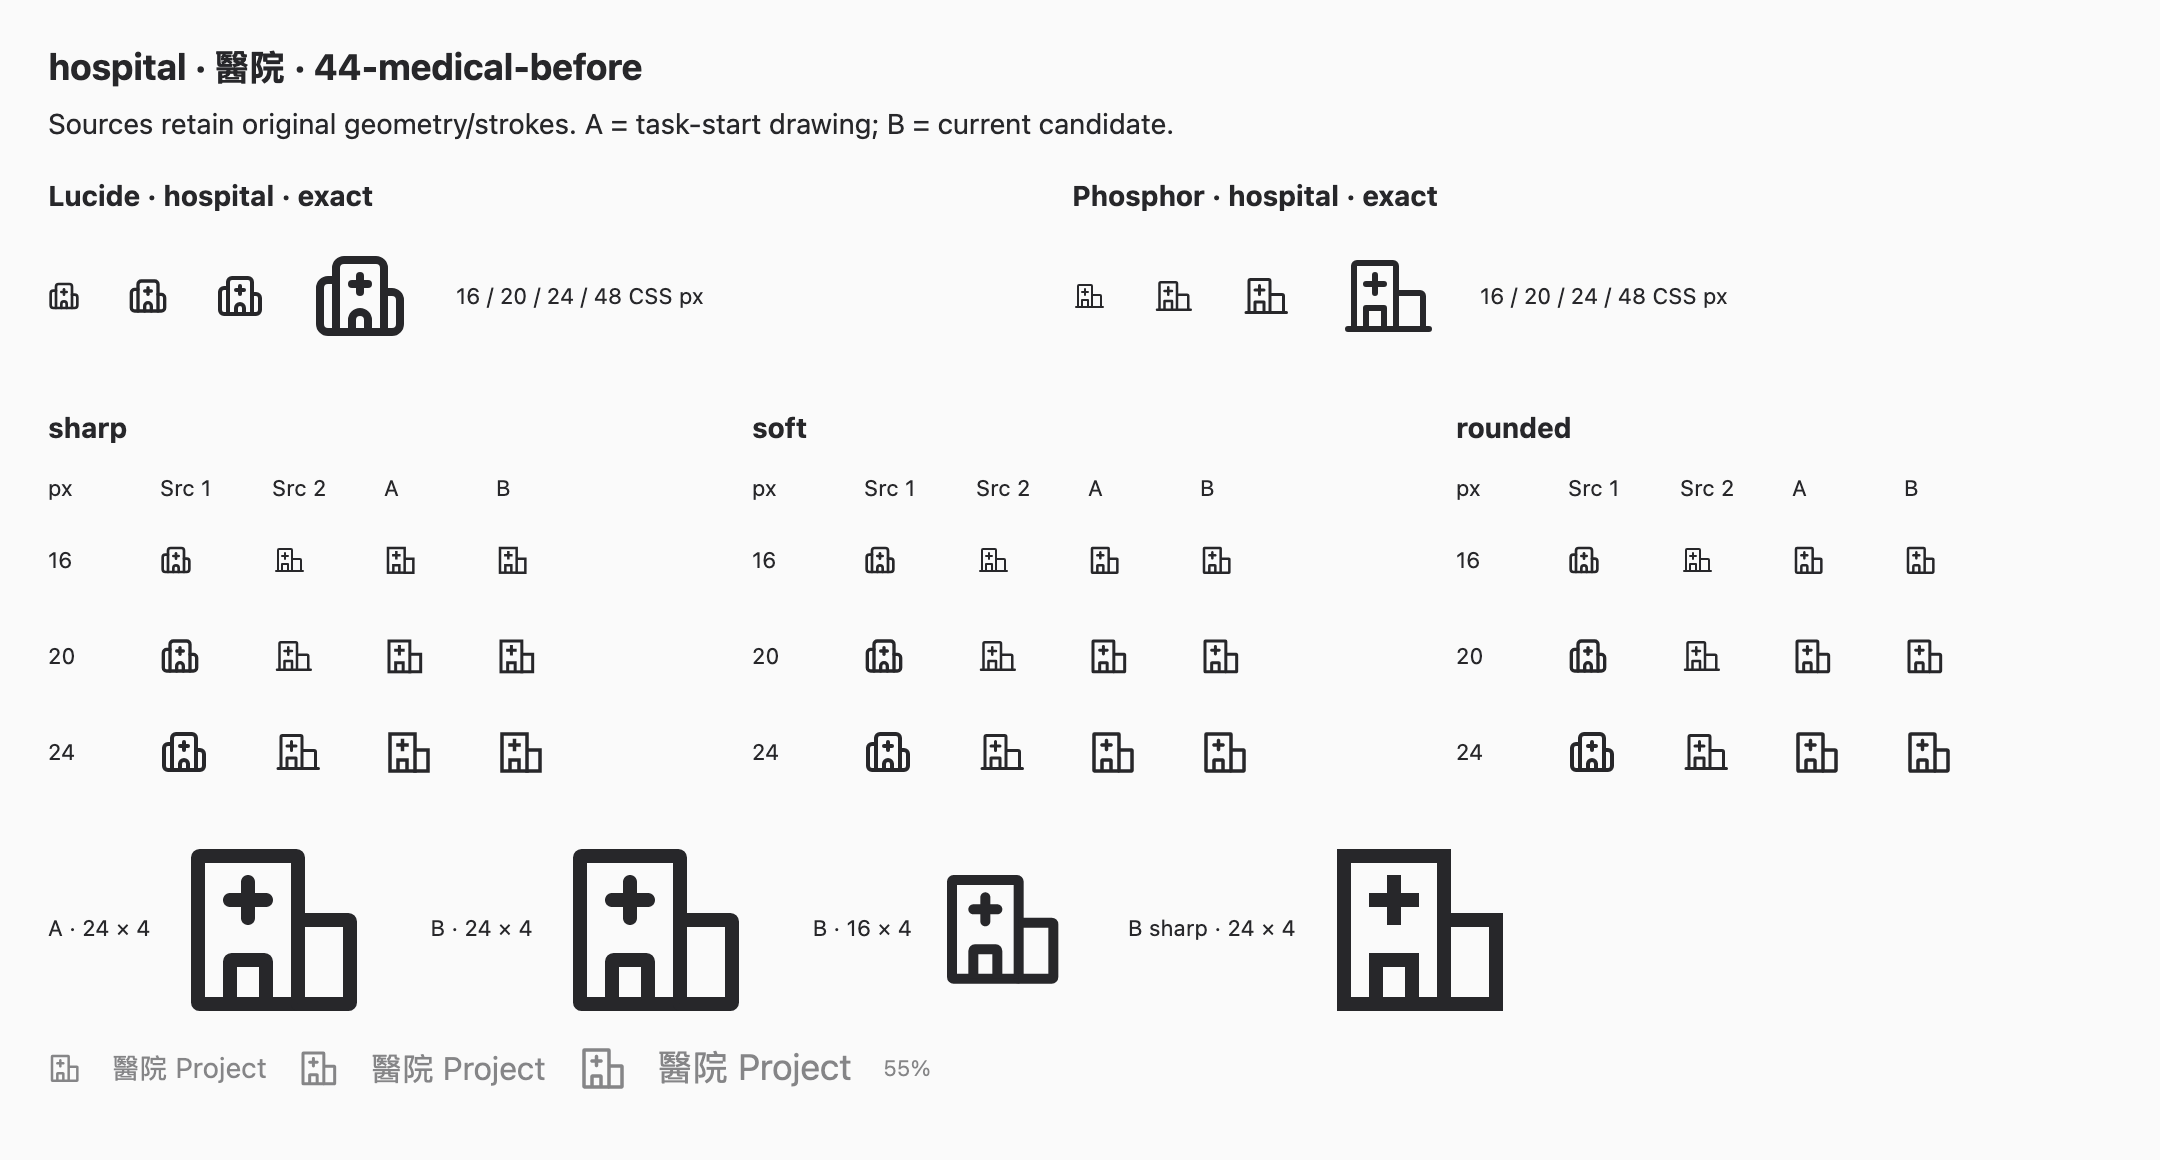 hospital · 醫院 · 44-medical-before
Sources retain original geometry/strokes. A = task-start drawing; B = current candidate.
Lucide · hospital · exact
16 / 20 / 24 / 48 CSS px
Phosphor · hospital · exact
16 / 20 / 24 / 48 CSS px
sharp
px Src 1 Src 2 A B
16
20
24
soft
px Src 1 Src 2 A B
16
20
24
rounded
px Src 1 Src 2 A B
16
20
24
A · 24 × 4
B · 24 × 4
B · 16 × 4
B sharp · 24 × 4
醫院 Project 醫院 Project 醫院 Project 55%